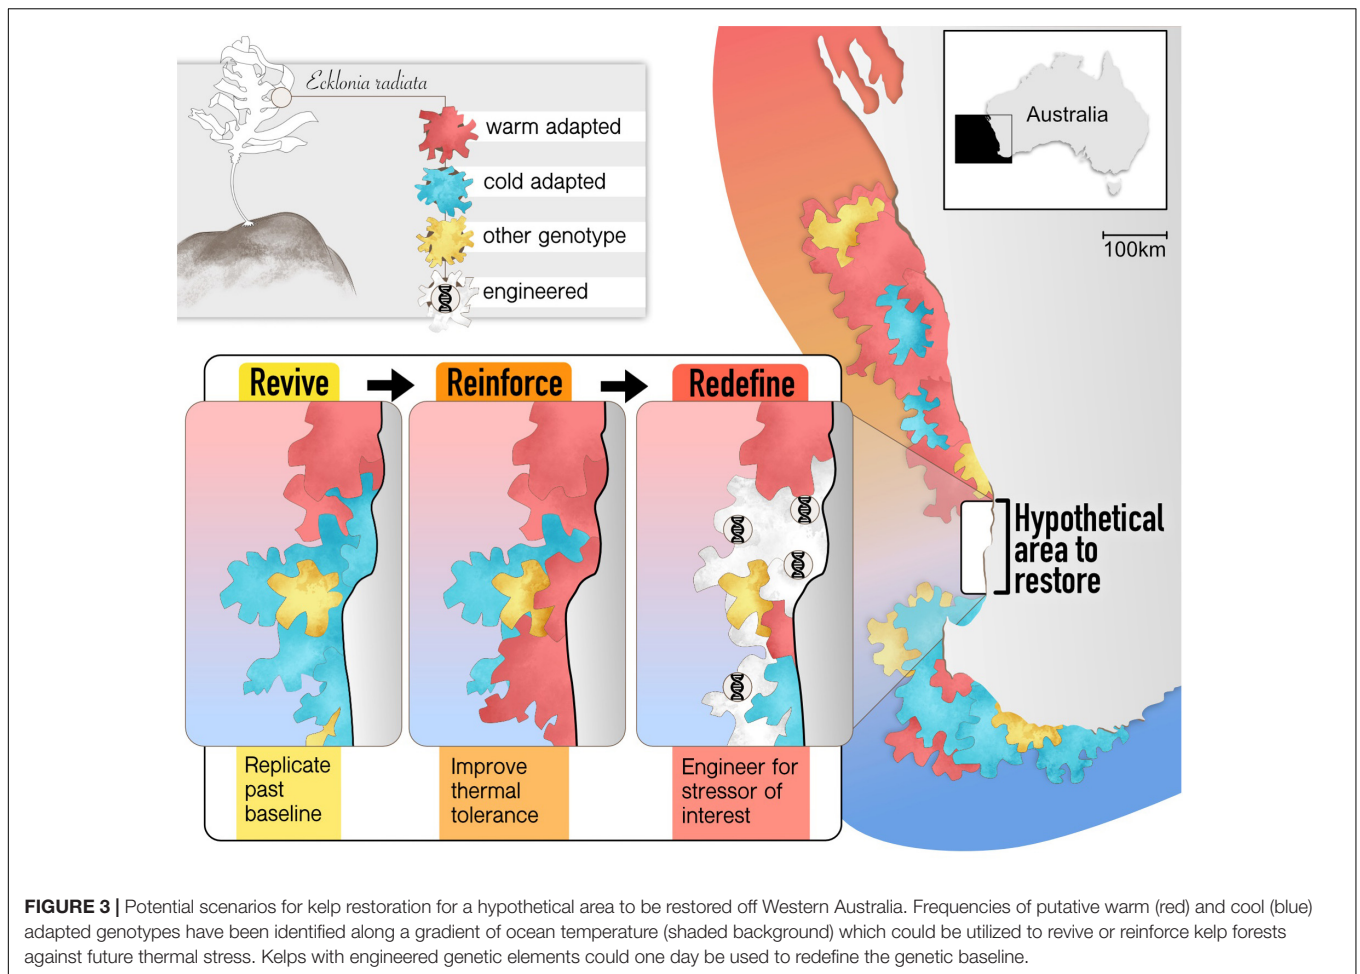 Ecklonia radiata
warm adapted
cold adapted
other genotype
engineered
Australia
100km
Revive
Reinforce
Redefine
Hypothetical
area to
restore
Replicate
past
baseline
Improve
thermal
tolerance
Engineer for
stressor of
interest
FIGURE 3 | Potential scenarios for kelp restoration for a hypothetical area to be restored off Western Australia. Frequencies of putative warm (red) and cool (blue)
adapted genotypes have been identified along a gradient of ocean temperature (shaded background) which could be utilized to revive or reinforce kelp forests
against future thermal stress. Kelps with engineered genetic elements could one day be used to redefine the genetic baseline.